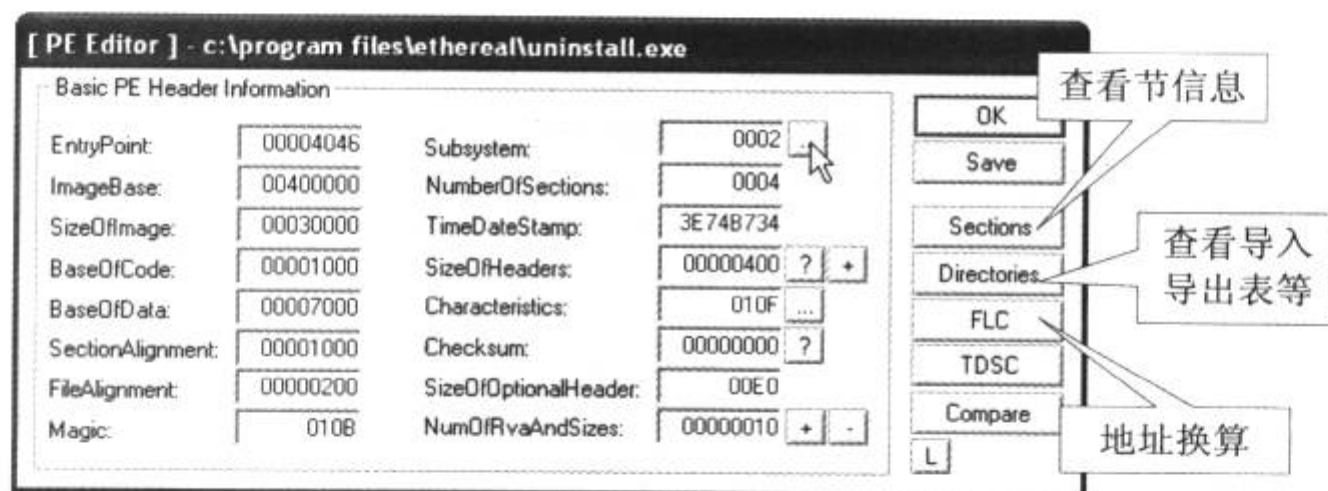 [ PE Editor ] - c:\program files\ethereal\uninstall.exe
Basic PE Header Information
EntryPoint: 00004046 Subsystem: 0002 ...
ImageBase: 00400000 NumberOfSections: 0004
SizeOfImage: 00030000 TimeDateStamp: 3E74B734
BaseOfCode: 00001000 SizeOfHeaders: 00000400 ? +
BaseOfData: 00007000 Characteristics: 010F ...
SectionAlignment: 00001000 Checksum: 00000000 ?
FileAlignment: 00000200 SizeOfOptionalHeader: 00E0
Magic: 010B NumOfRvaAndSizes: 00000010 + -
OK
Save
Sections
Directories
FLC
TDSC
Compare
L
查看节信息
查看导入
导出表等
地址换算